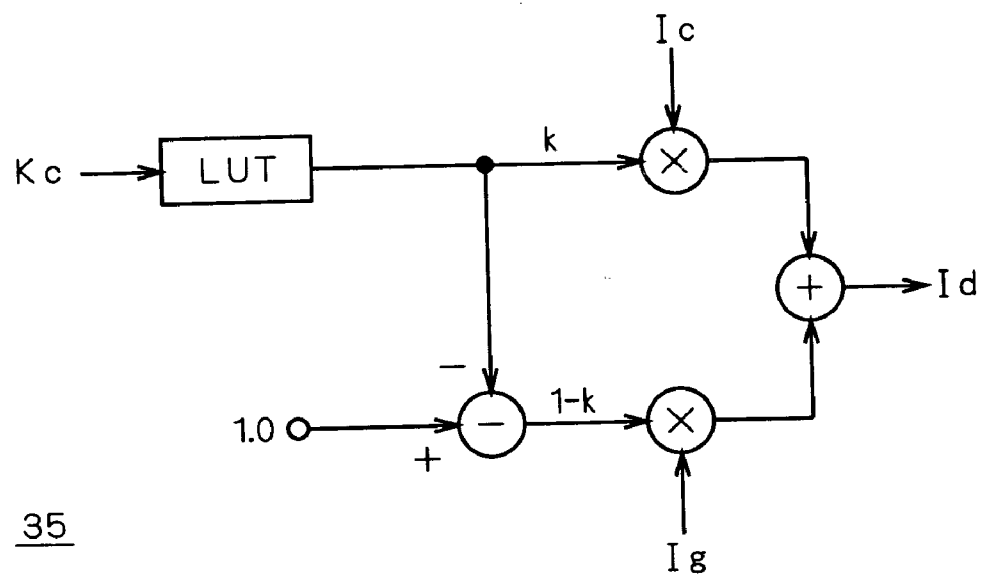 Ic
Kc
LUT
k
×
+
Id
−
1.0
+
−
1-k
×
35
Ig